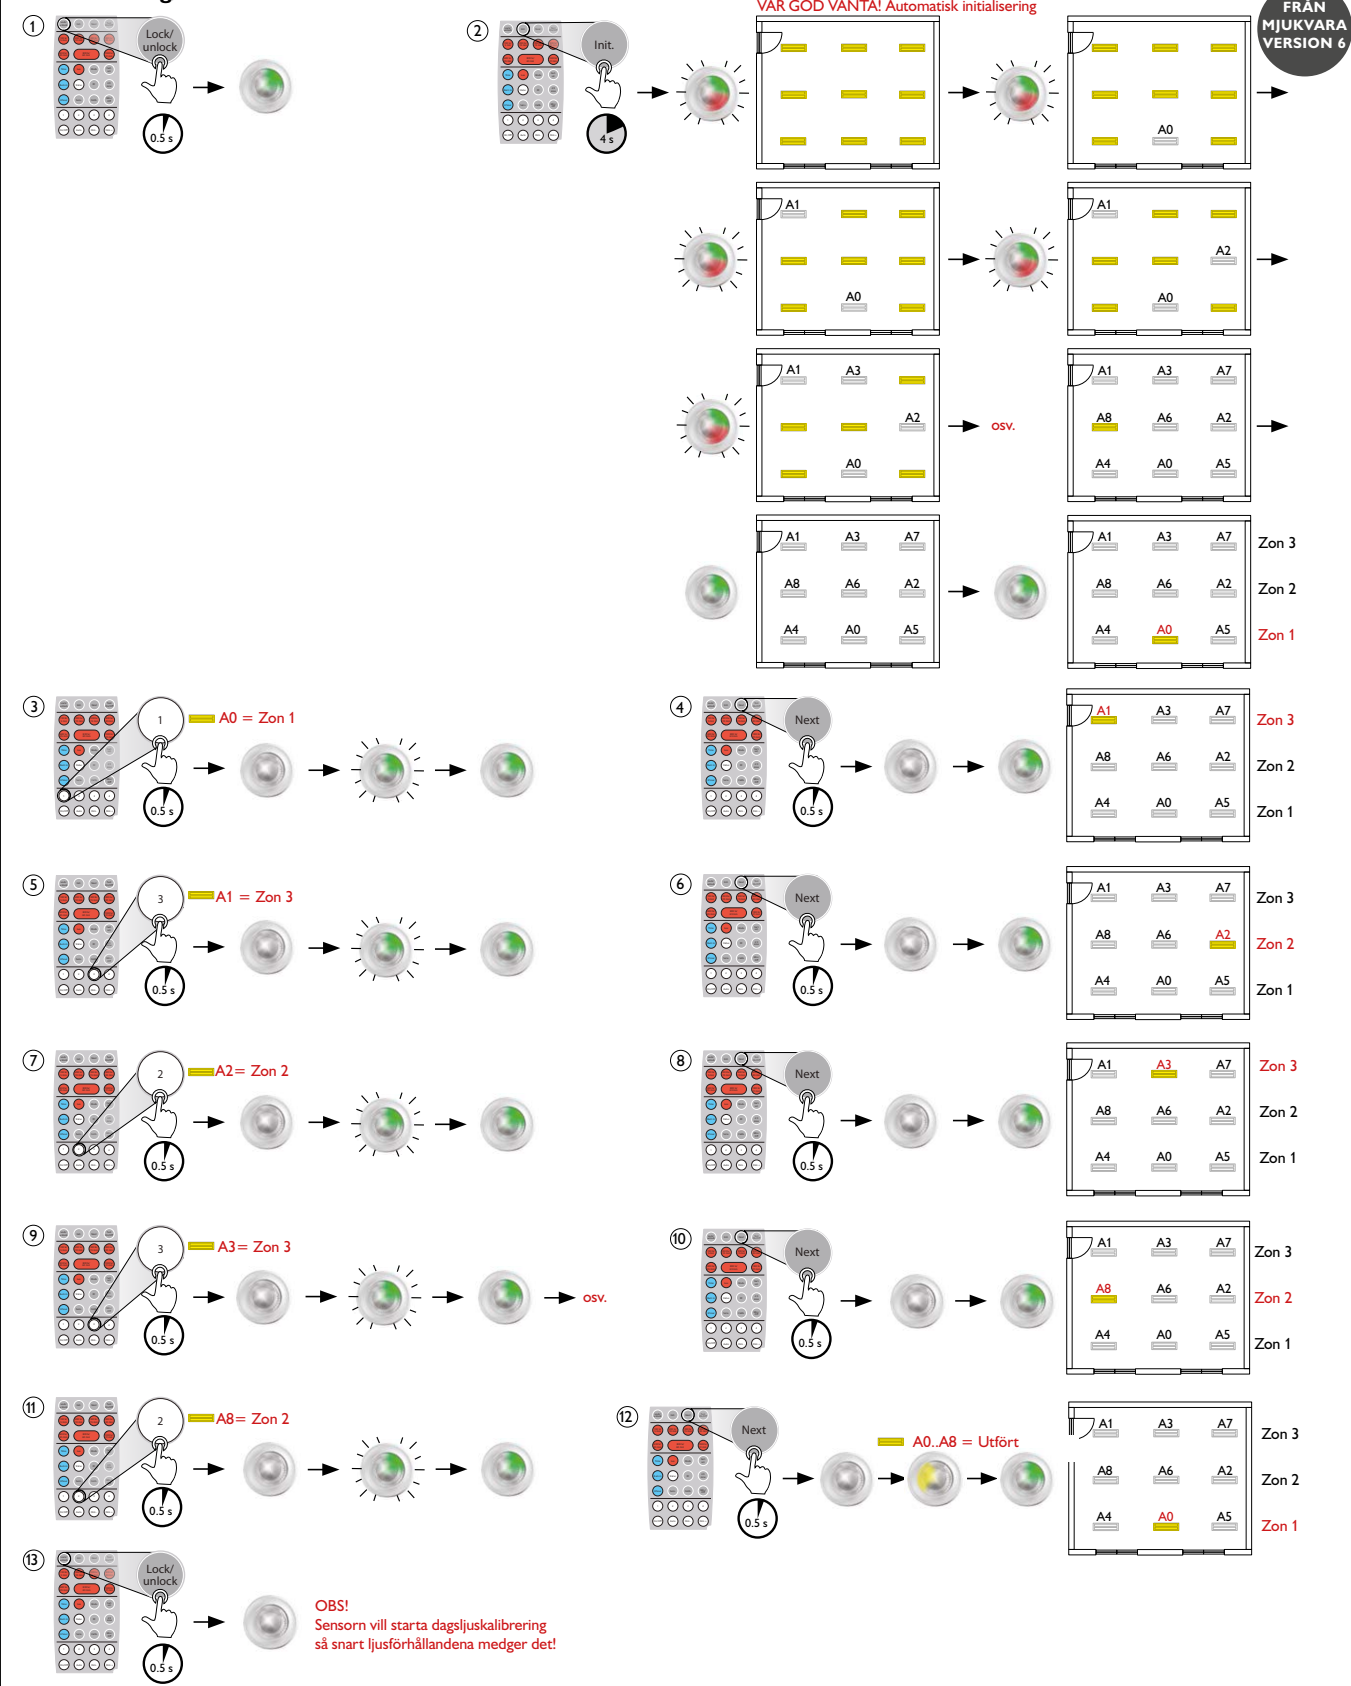 VAR GOD VÄNTA! Automatisk initialisering
FRÅN
MJUKVARA
VERSION 6
1
Lock/
unlock
0.5 s
2
Init.
4 s
A0
A1
A0
A1
A2
A0
A1 A3
A2
A0
osv.
A1 A3 A7
A8 A6 A2
A4 A0 A5
A1 A3 A7
A8 A6 A2
A4 A0 A5
A1 A3 A7 Zon 3
A8 A6 A2 Zon 2
A4 A0 A5 Zon 1
3
1
A0 = Zon 1
0.5 s
4
Next
0.5 s
A1 A3 A7 Zon 3
A8 A6 A2 Zon 2
A4 A0 A5 Zon 1
5
3
A1 = Zon 3
0.5 s
6
Next
0.5 s
A1 A3 A7 Zon 3
A8 A6 A2 Zon 2
A4 A0 A5 Zon 1
7
2
A2= Zon 2
0.5 s
8
Next
0.5 s
A1 A3 A7 Zon 3
A8 A6 A2 Zon 2
A4 A0 A5 Zon 1
9
3
A3= Zon 3
0.5 s
osv.
10
Next
0.5 s
A1 A3 A7 Zon 3
A8 A6 A2 Zon 2
A4 A0 A5 Zon 1
11
2
A8= Zon 2
0.5 s
12
Next
0.5 s
A0..A8 = Utfört
A1 A3 A7 Zon 3
A8 A6 A2 Zon 2
A4 A0 A5 Zon 1
13
Lock/
unlock
0.5 s
OBS!
Sensorn vill starta dagsljuskalibrering
så snart ljusförhållandena medger det!